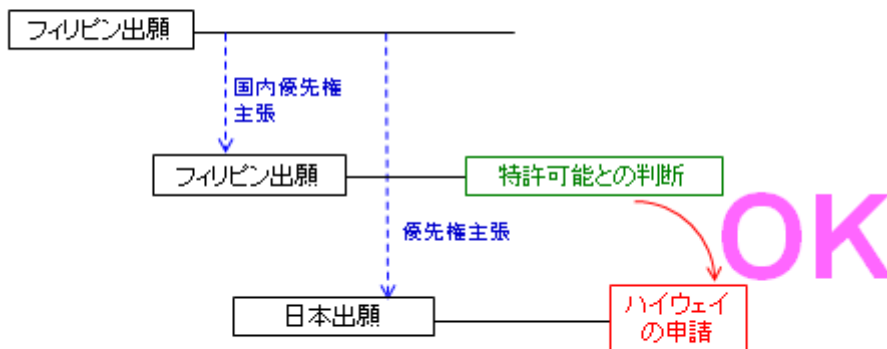 フィリピン出願
国内優先権
主張
フィリピン出願
特許可能との判断
OK
優先権主張
日本出願
ハイウェイ
の申請